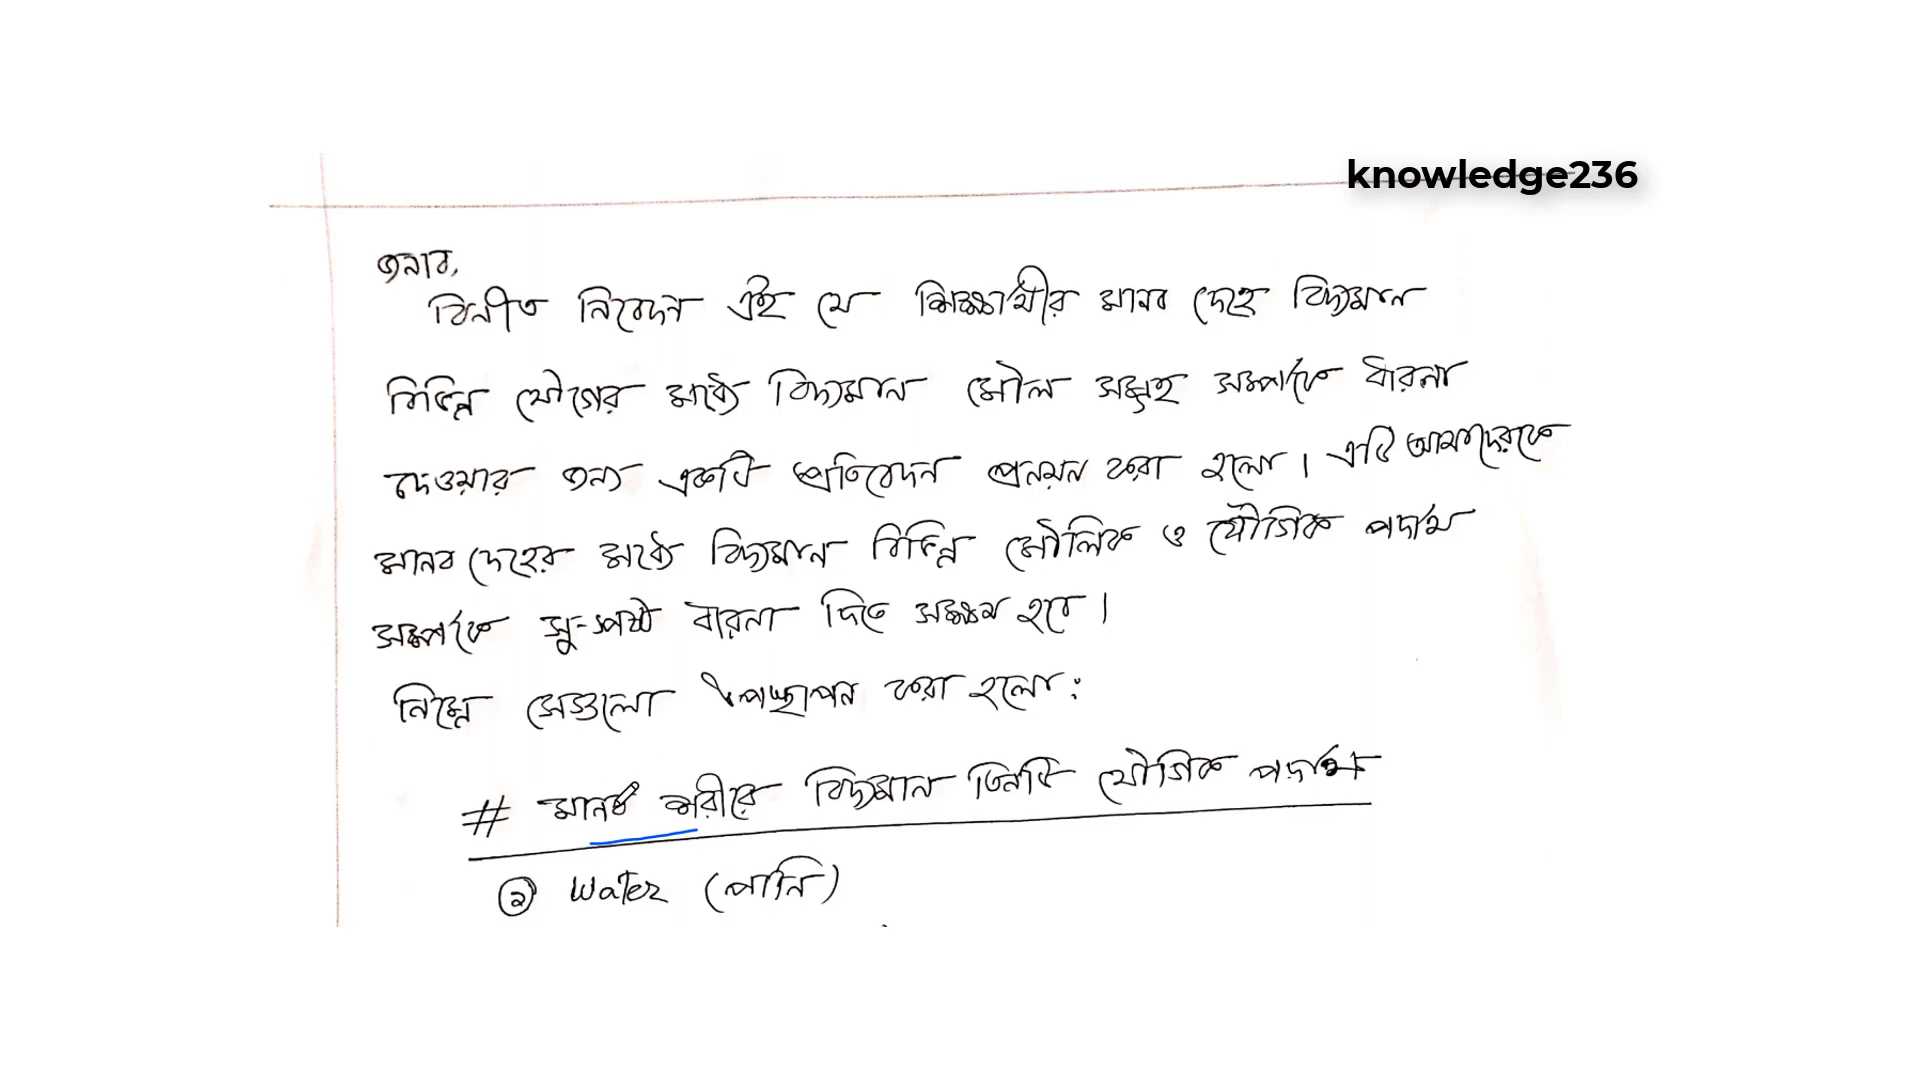 knowledge236
জনাব,
বিনীত নিবেদন এই যে শিক্ষার্থীর মানব দেহে বিদ্যমান
বিভিন্ন যৌগের মধ্যে বিদ্যমান মৌল সমূহ সম্পর্কে ধারনা
দেওয়ার জন্য একটি প্রতিবেদন প্রনয়ন করা হলো। এটি আমাদেরকে
মানব দেহের মধ্যে বিদ্যমান বিভিন্ন মৌলিক ও যৌগিক পদার্থ
সম্পর্কে সু-স্পষ্ট ধারনা দিতে সক্ষম হবে।
নিম্নে সেগুলো উপস্থাপন করা হলো:
# মানব শরীরে বিদ্যমান তিনটি যৌগিক পদার্থ
Water (পানি)